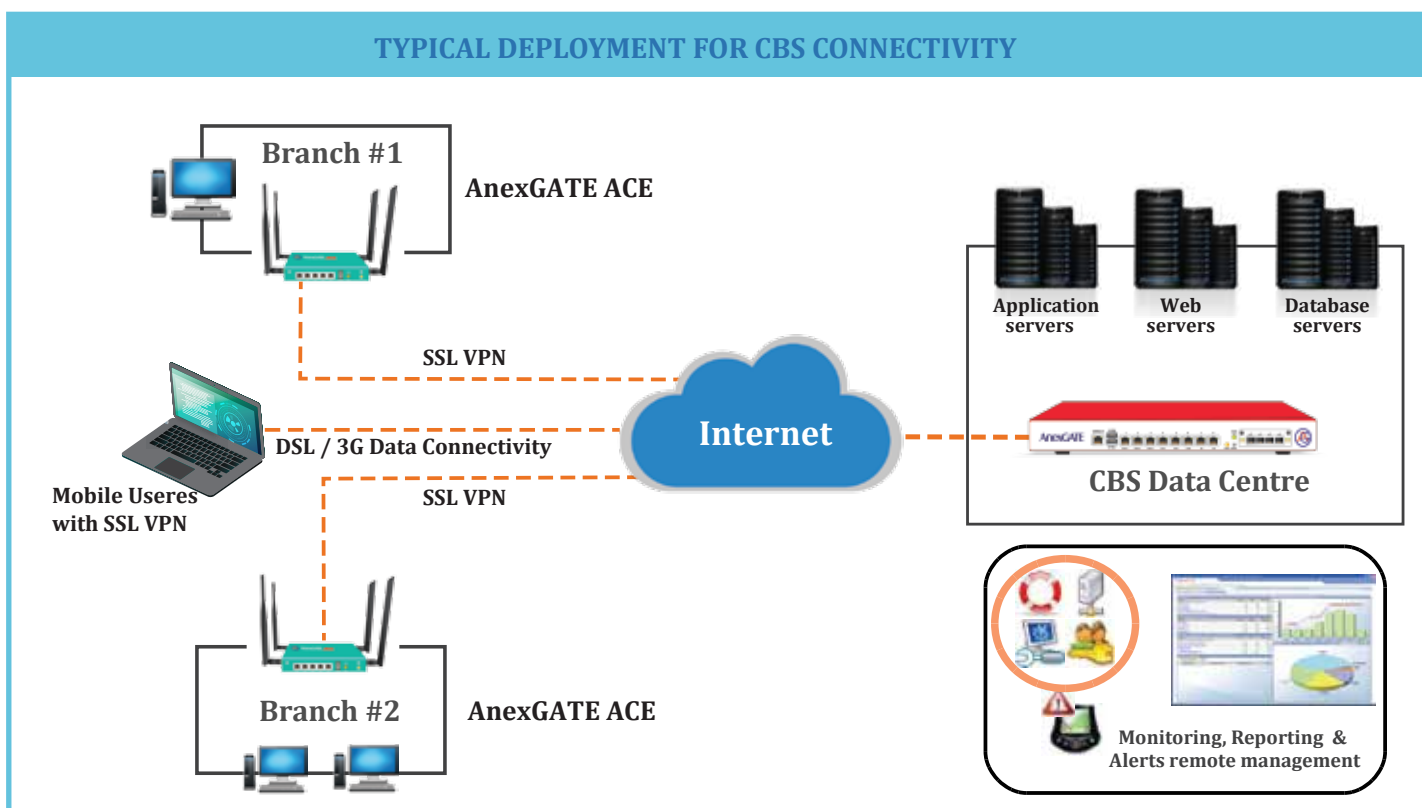 TYPICAL DEPLOYMENT FOR CBS CONNECTIVITY
Branch #1
AnexGATE ACE
Application
servers
Web
servers
Database
servers
SSL VPN
DSL / 3G Data Connectivity
Internet
AnexGATE
CBS Data Centre
SSL VPN
Mobile Useres
with SSL VPN
Branch #2
AnexGATE ACE
Monitoring, Reporting &
Alerts remote management